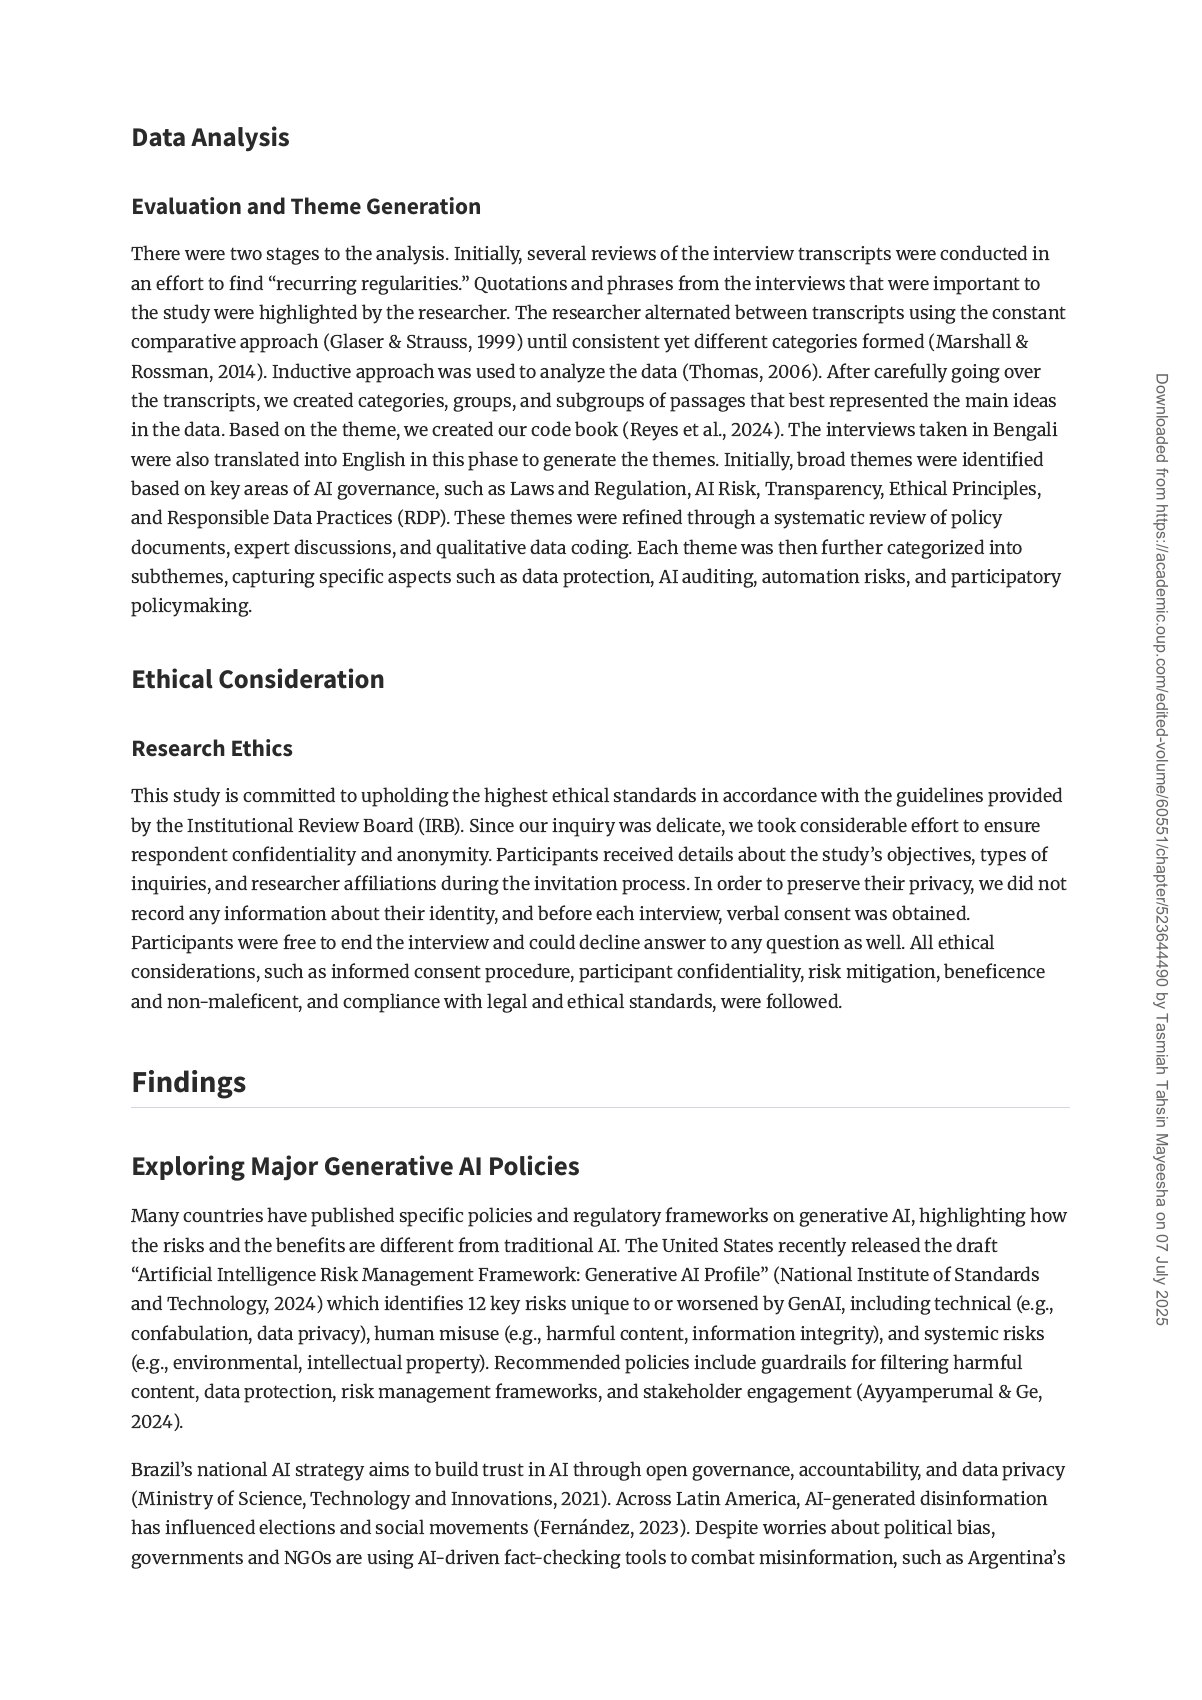 Data Analysis
Evaluation and Theme Generation
There were two stages to the analysis. Initially, several reviews of the interview transcripts were conducted in
an effort to find “recurring regularities.” Quotations and phrases from the interviews that were important to
the study were highlighted by the researcher. The researcher alternated between transcripts using the constant
comparative approach (Glaser & Strauss, 1999) until consistent yet different categories formed (Marshall &
Rossman, 2014). Inductive approach was used to analyze the data (Thomas, 2006). After carefully going over
the transcripts, we created categories, groups, and subgroups of passages that best represented the main ideas
in the data. Based on the theme, we created our code book (Reyes et al., 2024). The interviews taken in Bengali
were also translated into English in this phase to generate the themes. Initially, broad themes were identified
based on key areas of AI governance, such as Laws and Regulation, AI Risk, Transparency, Ethical Principles,
and Responsible Data Practices (RDP). These themes were refined through a systematic review of policy
documents, expert discussions, and qualitative data coding. Each theme was then further categorized into
subthemes, capturing specific aspects such as data protection, AI auditing, automation risks, and participatory
policymaking.
Ethical Consideration
Research Ethics
This study is committed to upholding the highest ethical standards in accordance with the guidelines provided
by the Institutional Review Board (IRB). Since our inquiry was delicate, we took considerable effort to ensure
respondent confidentiality and anonymity. Participants received details about the study’s objectives, types of
inquiries, and researcher affiliations during the invitation process. In order to preserve their privacy, we did not
record any information about their identity, and before each interview, verbal consent was obtained.
Participants were free to end the interview and could decline answer to any question as well. All ethical
considerations, such as informed consent procedure, participant confidentiality, risk mitigation, beneficence
and non-maleficent, and compliance with legal and ethical standards, were followed.
Findings
Exploring Major Generative AI Policies
Many countries have published specific policies and regulatory frameworks on generative AI, highlighting how
the risks and the benefits are different from traditional AI. The United States recently released the draft
“Artificial Intelligence Risk Management Framework: Generative AI Profile” (National Institute of Standards
and Technology, 2024) which identifies 12 key risks unique to or worsened by GenAI, including technical (e.g.,
confabulation, data privacy), human misuse (e.g., harmful content, information integrity), and systemic risks
(e.g., environmental, intellectual property). Recommended policies include guardrails for filtering harmful
content, data protection, risk management frameworks, and stakeholder engagement (Ayyamperumal & Ge,
2024).
Brazil’s national AI strategy aims to build trust in AI through open governance, accountability, and data privacy
(Ministry of Science, Technology and Innovations, 2021). Across Latin America, AI-generated disinformation
has influenced elections and social movements (Fernández, 2023). Despite worries about political bias,
governments and NGOs are using AI-driven fact-checking tools to combat misinformation, such as Argentina’s
Downloaded from https://academic.oup.com/edited-volume/60551/chapter/523644490 by Tasmiah Tahsin Mayeesha on 07 July 2025